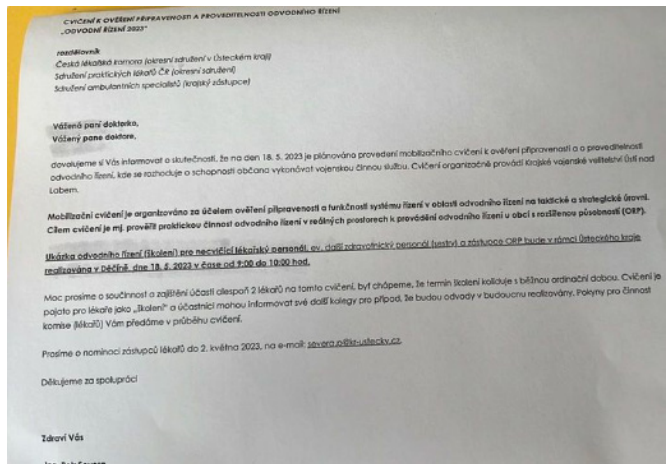 CVIČENÍ K OVĚŘENÍ PŘIPRAVENOSTI A PROVEDITELNOSTI ODVODNÍHO ŘÍZENÍ
„ODVODNÍ ŘÍZENÍ 2023"
rozdělovník
Česká lékařská komora (okresní sdružení v Ústeckém kraji)
Sdružení praktických lékařů ČR (okresní sdružení)
Sdružení ambulantních specialistů (krajský zástupce)
Vážená paní doktorko,
Vážený pane doktore,
dovolujeme si Vás informovat o skutečnosti, že na den 18. 5. 2023 je plánováno provedení mobilizačního cvičení k ověření připravenosti a o proveditelnosti
odvodního řízení, kde se rozhoduje o schopnosti občana vykonávat vojenskou činnou službu. Cvičení organizačně provádí Krajské vojenské velitelství Ústí nad
Labem.
Mobilizační cvičení je organizováno za účelem ověření připravenosti a funkčnosti systému řízení v oblasti odvodního řízení na taktické a strategické úrovni.
Cílem cvičení je mj. prověřit praktickou činnost odvodního řízení v reálných prostorech k provádění odvodního řízení u obcí s rozšířenou působností (ORP).
Ukázka odvodního řízení (školení) pro necvičící lékařský personál, ev. další zdravotnický personál (sestry) a zástupce ORP bude v rámci Ústeckého kraje
realizována v Děčíně, dne 18. 5. 2023 v čase od 9:00 do 10:00 hod.
Moc prosíme o součinnost a zajištění účasti alespoň 2 lékařů na tomto cvičení, byť chápeme, že termín školení koliduje s běžnou ordinační dobou. Cvičení je
pojato pro lékaře jako „školení" a účastníci mohou informovat své další kolegy pro případ, že budou odvody v budoucnu realizovány. Pokyny pro činnost
komise (lékařů) Vám předáme v průběhu cvičení.
Prosíme o nominaci zástupců lékařů do 2. května 2023, na e-mail: severa.p@kr-ustecky.cz.
Děkujeme za spolupráci
Zdraví Vás